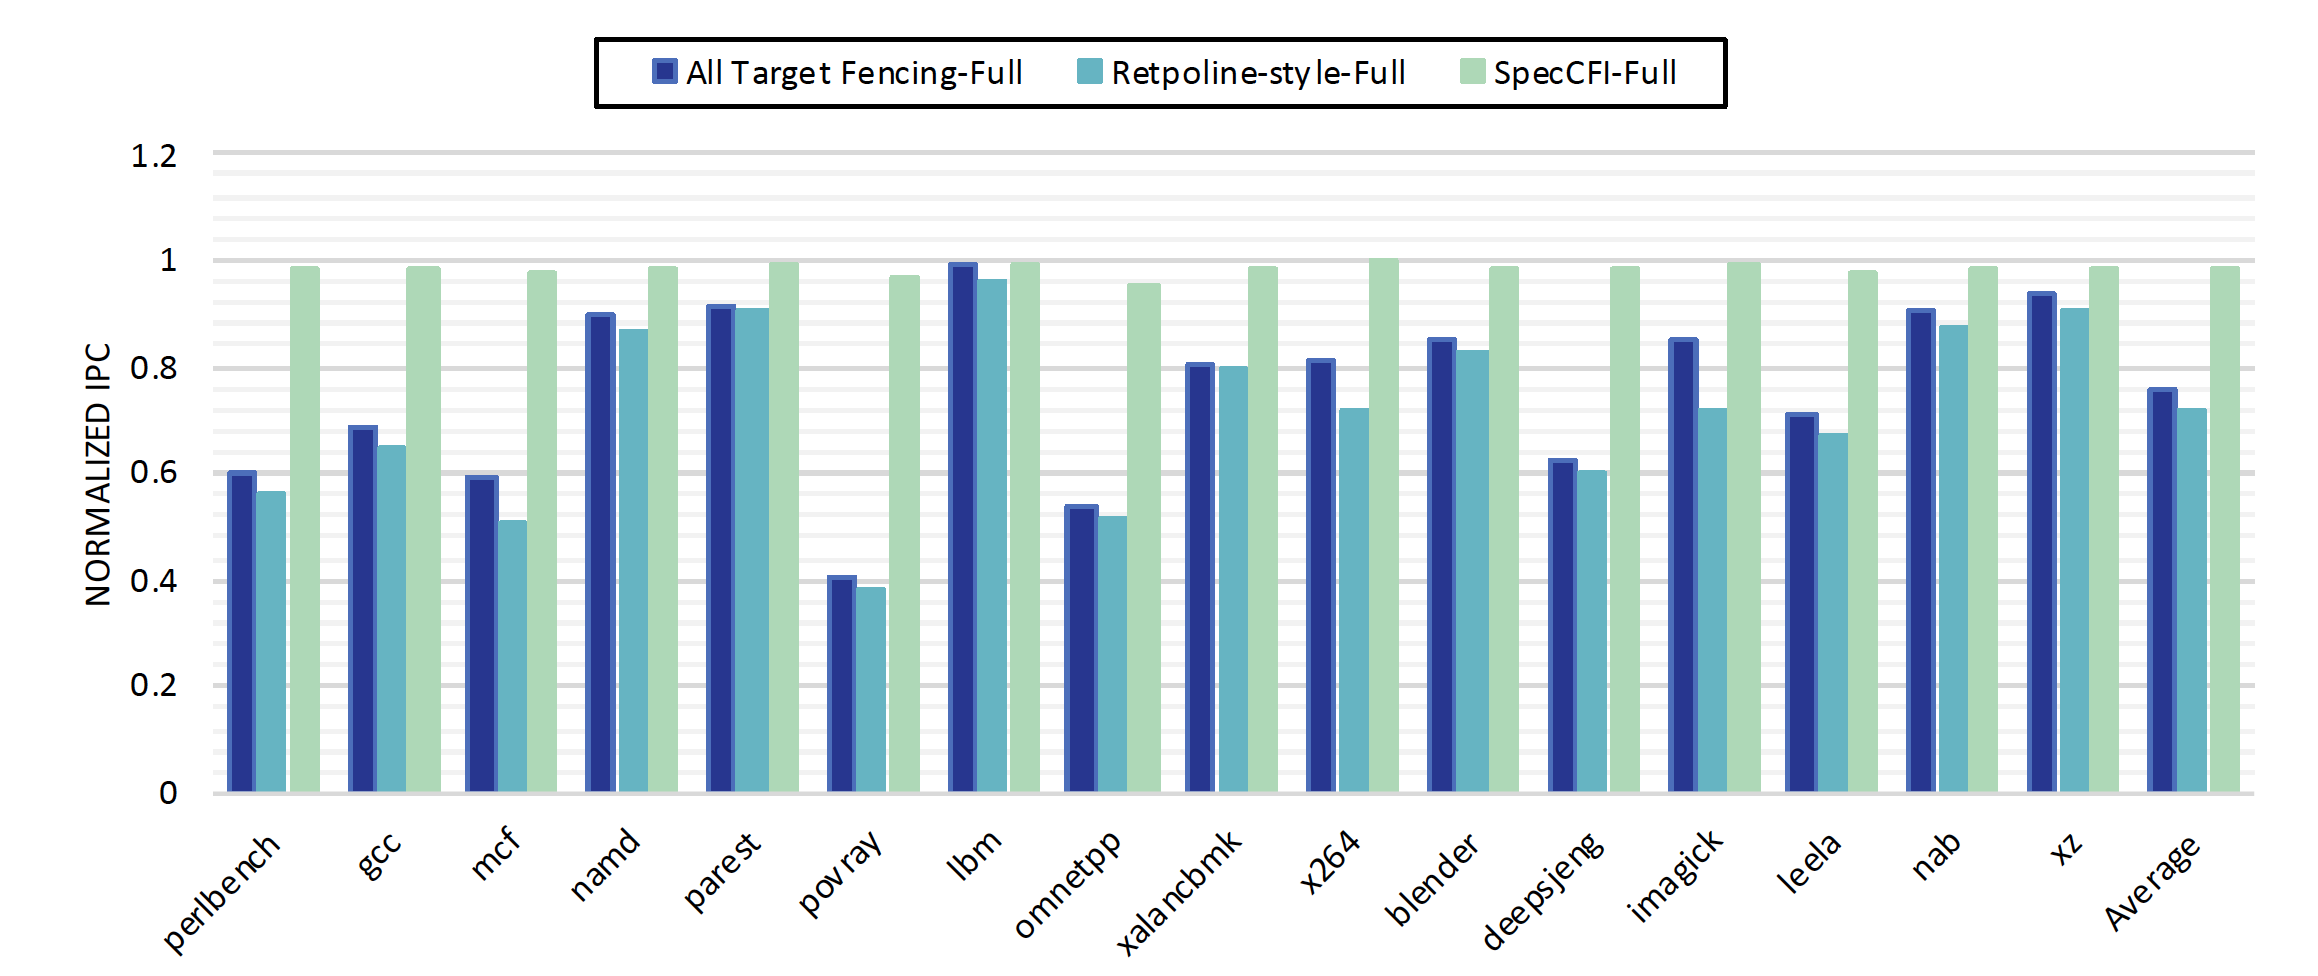 All Target Fencing-Full Retpoline-style-Full SpecCFI-Full
1.2
1
0.8
0.6
0.4
0.2
0
NORMALIZED IPC
perlbench gcc mcf namd parest povray lbm omnetpp xalancbmk x264 blender deepsjeng imagick leela nab xz Average